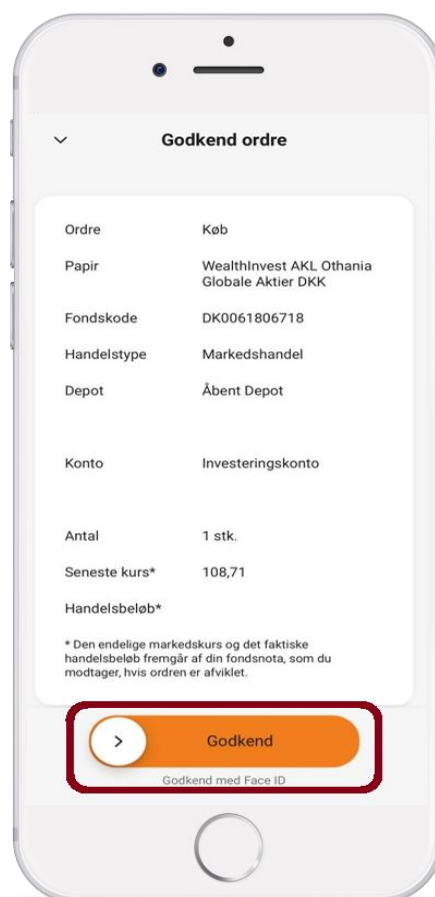 Godkend ordre
Ordre Køb
Papir WealthInvest AKL Othania
Globale Aktier DKK
Fondskode DK0061806718
Handelstype Markedshandel
Depot Åbent Depot
Konto Investeringskonto
Antal 1 stk.
Seneste kurs* 108,71
Handelsbeløb*
* Den endelige markedskurs og det faktiske
handelsbeløb fremgår af din fondsnota, som du
modtager, hvis ordren er afviklet.
Godkend
Godkend med Face ID